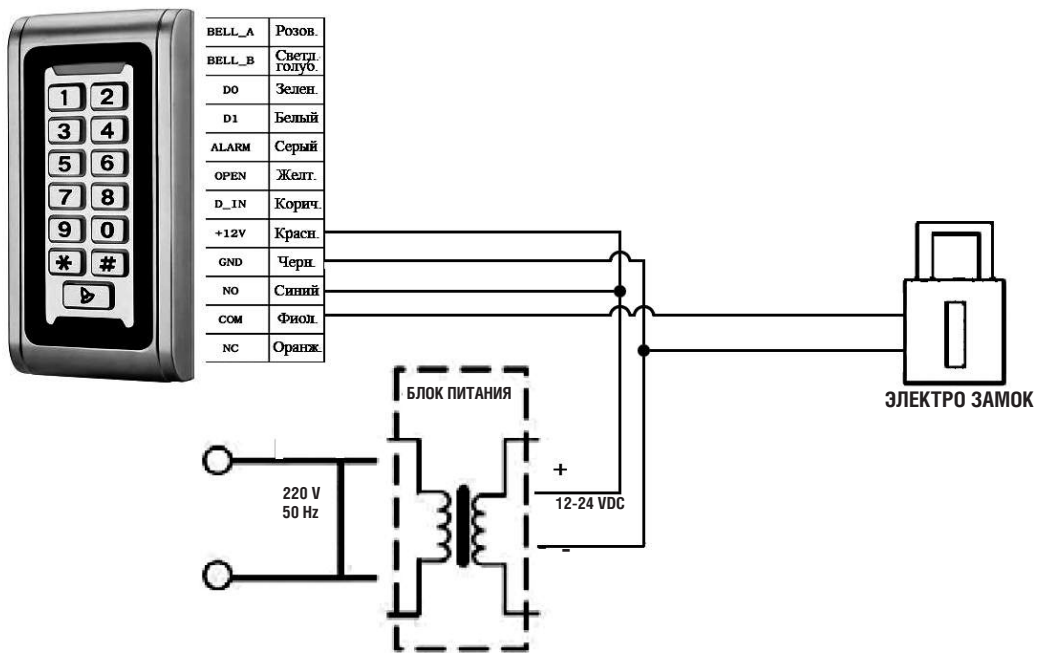 BELL_A Розов.
BELL_B Светл.
голуб.
D0 Зелен.
D1 Белый
ALARM Серый
OPEN Желт.
D_IN Корич.
+12V Красн.
GND Черн.
NO Синий
COM Фиол.
NC Оранж.
1 2
3 4
5 6
7 8
9 0
* #
БЛОК ПИТАНИЯ
ЭЛЕКТРО ЗАМОК
220 V
50 Hz
+
12-24 VDC
-